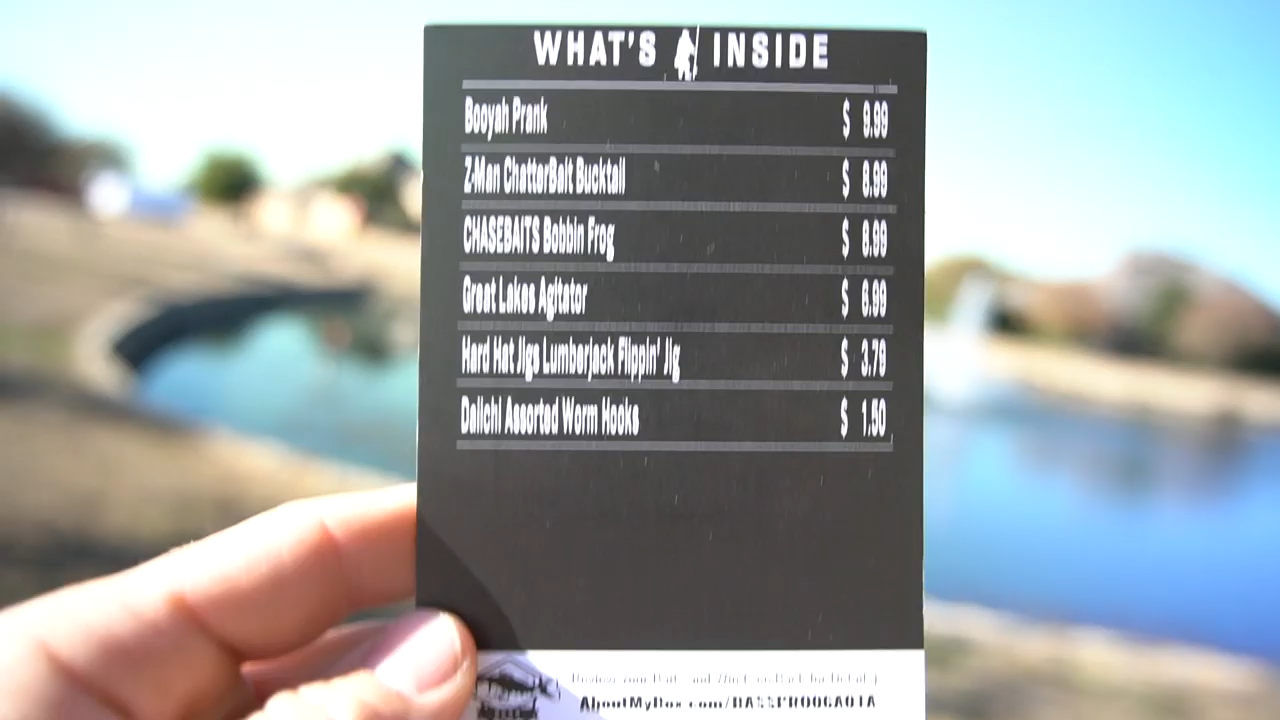 WHAT'S INSIDE
Booyah Prank $ 9.99
Z-Man ChatterBait Bucktail $ 8.99
CHASEBAITS Bobbin Frog $ 8.99
Great Lakes Agitator $ 6.99
Hard Hat Jigs Lumberjack Flippin' Jig $ 3.79
Daiichi Assorted Worm Hooks $ 1.50